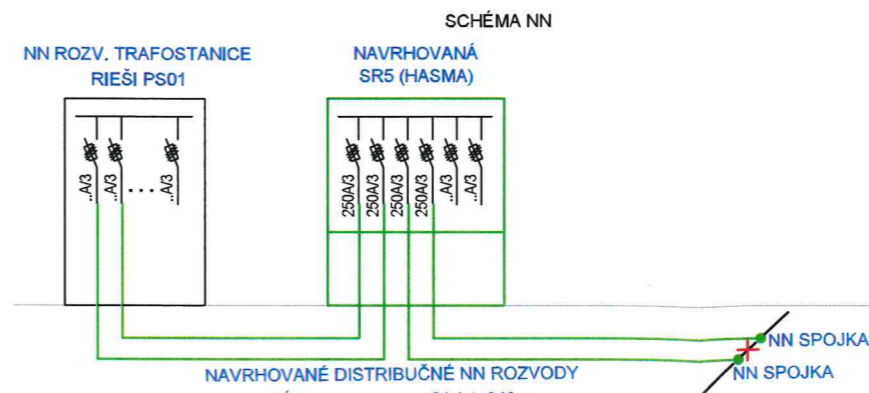 SCHÉMA NN
NN ROZV. TRAFOSTANICE
RIEŠI PS01
NAVRHOVANÁ
SR5 (HASMA)
..A/3
..A/3
....
..A/3
250A/3
250A/3
250A/3
250A/3
..A/3
..A/3
NN SPOJKA
NN SPOJKA
NAVRHOVANÉ DISTRIBUČNÉ NN ROZVODY